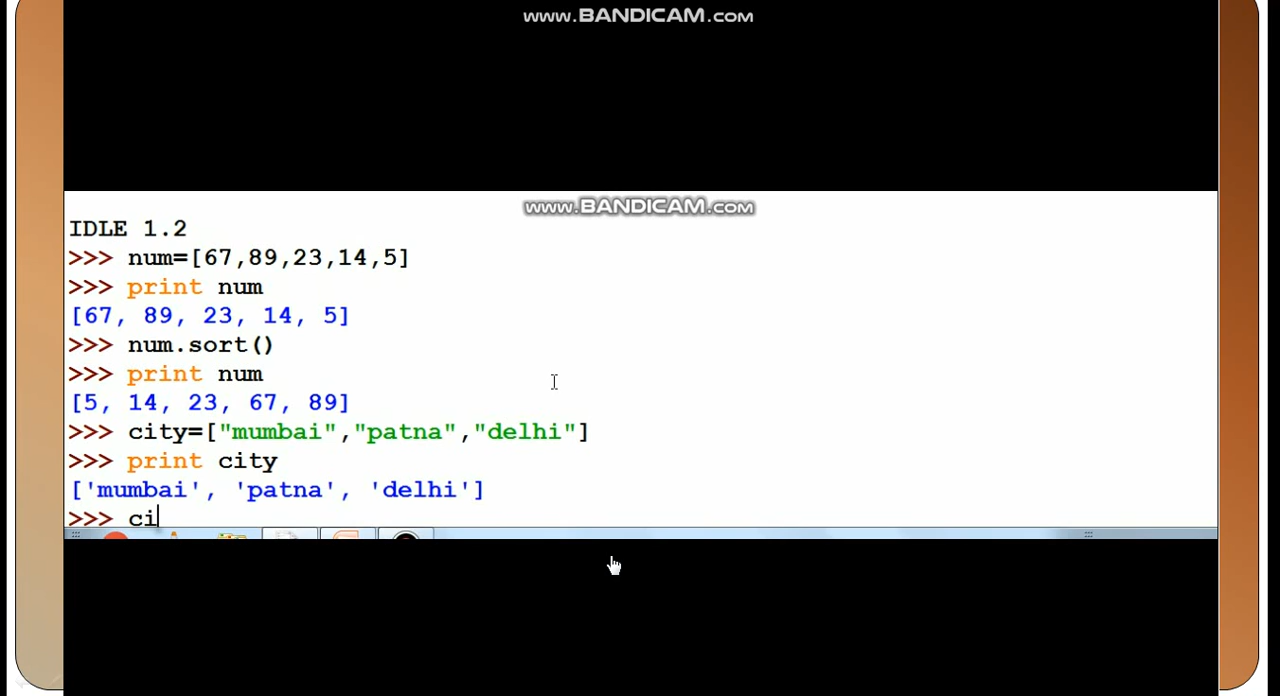 www.BANDICAM.com
www.BANDICAM.com
IDLE 1.2
>>> num=[67,89,23,14,5]
>>> print num
[67, 89, 23, 14, 5]
>>> num.sort()
>>> print num
[5, 14, 23, 67, 89]
>>> city=["mumbai","patna","delhi"]
>>> print city
['mumbai', 'patna', 'delhi']
>>> ci